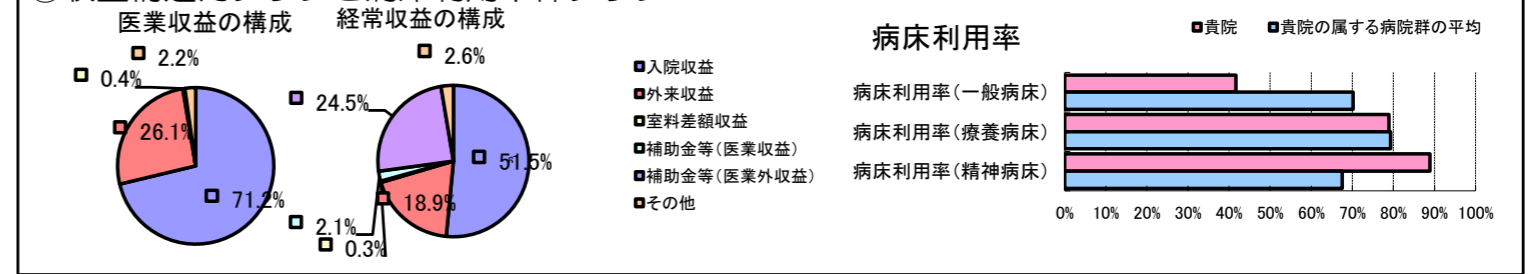 医業収益の構成
2.2%
0.4%
26.1%
71.2%
経常収益の構成
2.6%
24.5%
51.5%
18.9%
2.1%
0.3%
入院収益
外来収益
室料差額収益
補助金等(医業収益)
補助金等(医業外収益)
その他
病床利用率
貴院 貴院の属する病院群の平均
病床利用率(一般病床)
病床利用率(療養病床)
病床利用率(精神病床)
0% 10% 20% 30% 40% 50% 60% 70% 80% 90% 100%